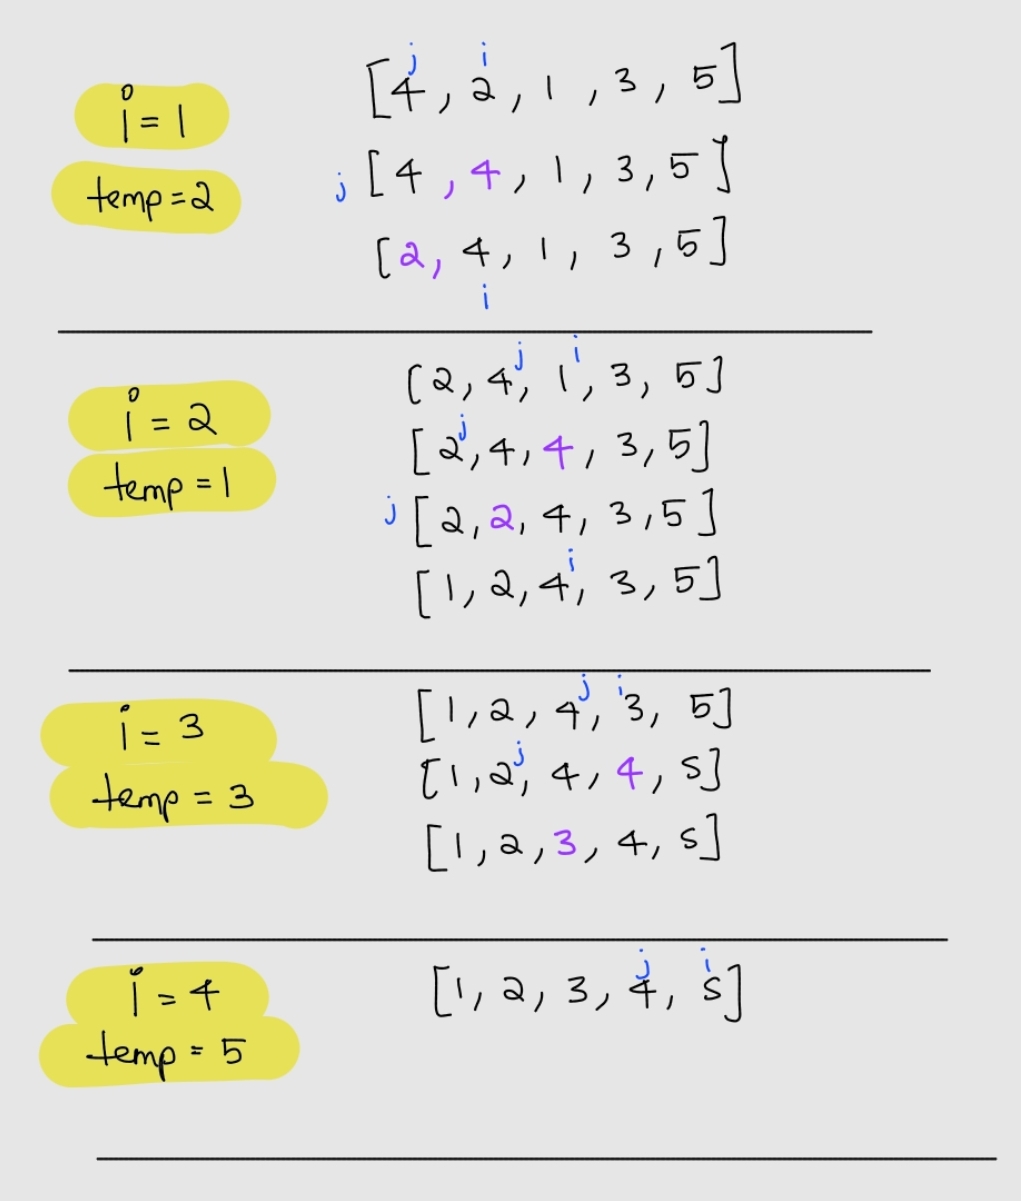 j i
i = 1 [4, 2, 1, 3, 5]
temp = 2 j [4, 4, 1, 3, 5]
[2, 4, 1, 3, 5]
i
j i
i = 2 [2, 4, 1, 3, 5]
j
temp = 1 [2, 4, 4, 3, 5]
j [2, 2, 4, 3, 5]
i
[1, 2, 4, 3, 5]
j i
i = 3 [1, 2, 4, 3, 5]
j
temp = 3 [1, 2, 4, 4, 5]
[1, 2, 3, 4, 5]
j i
i = 4 [1, 2, 3, 4, 5]
temp = 5